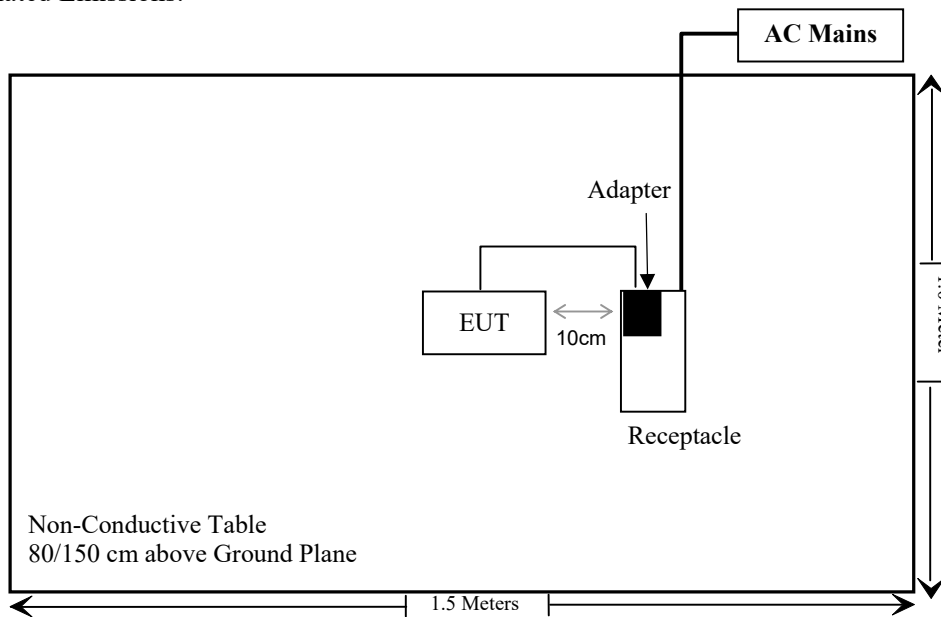 AC Mains
Adapter
EUT
10cm
Receptacle
Non-Conductive Table
80/150 cm above Ground Plane
1.5 Meters